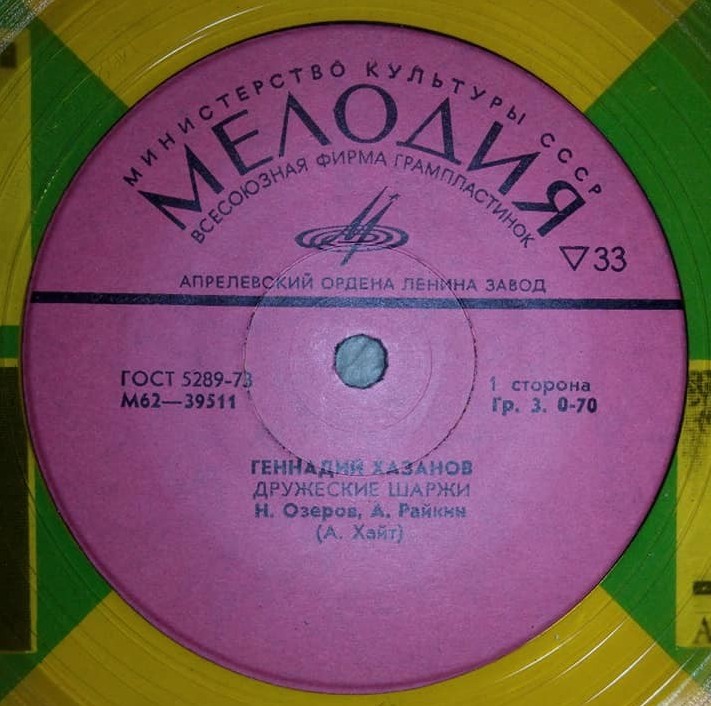 МИНИСТЕРСТВО КУЛЬТУРЫ СССР
МЕЛОДИЯ
ВСЕСОЮЗНАЯ ФИРМА ГРАМПЛАСТИНОК
▽33
АПРЕЛЕВСКИЙ ОРДЕНА ЛЕНИНА ЗАВОД
ГОСТ 5289-73
М62—39511
1 сторона
Гр. 3. 0-70
ГЕННАДИЙ ХАЗАНОВ
ДРУЖЕСКИЕ ШАРЖИ
Н. Озеров, А. Райкин
(А. Хайт)